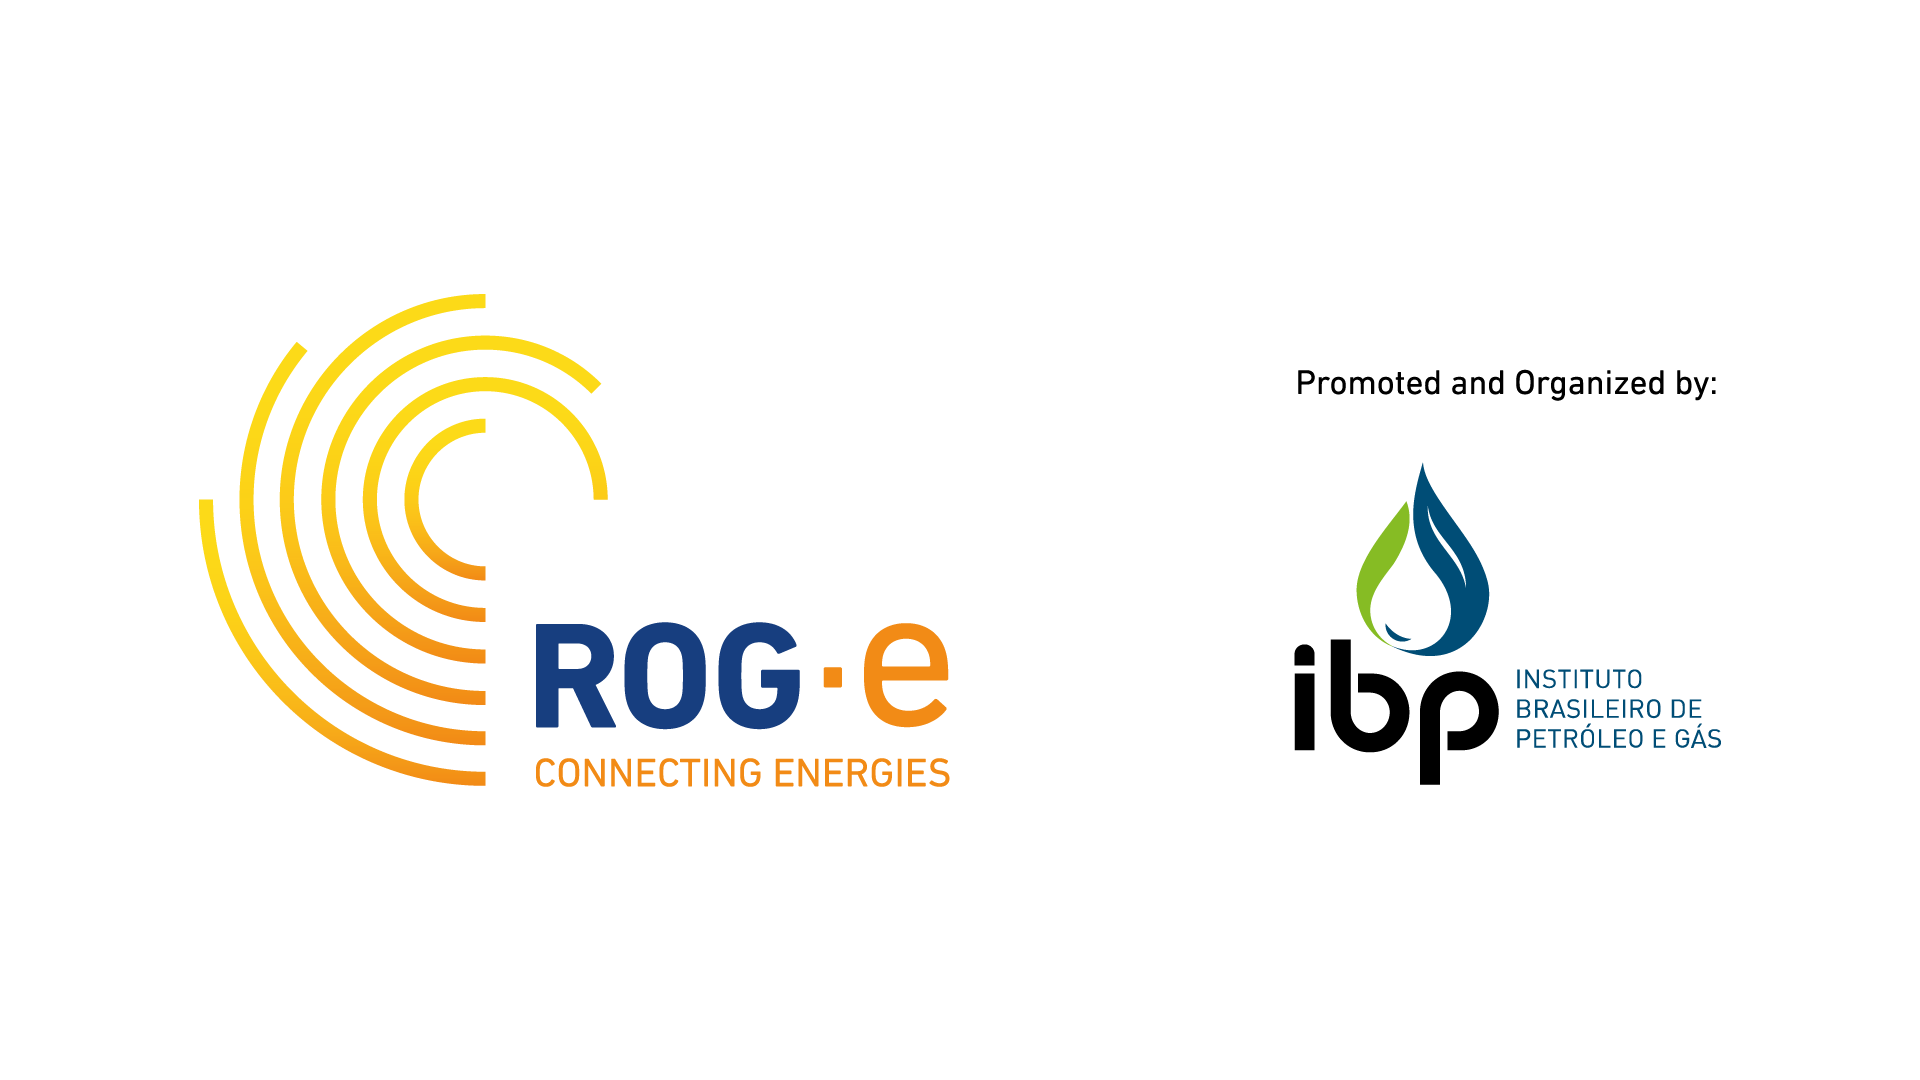 ROG·e
CONNECTING ENERGIES
Promoted and Organized by:
ibp
INSTITUTO
BRASILEIRO DE
PETRÓLEO E GÁS